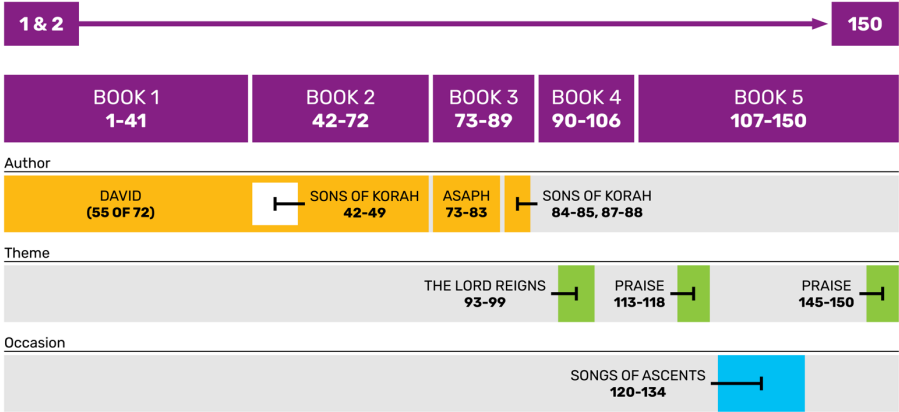 1 & 2
150
BOOK 1
1-41
BOOK 2
42-72
BOOK 3
73-89
BOOK 4
90-106
BOOK 5
107-150
Author
DAVID
(55 OF 72)
SONS OF KORAH
42-49
ASAPH
73-83
SONS OF KORAH
84-85, 87-88
Theme
THE LORD REIGNS
93-99
PRAISE
113-118
PRAISE
145-150
Occasion
SONGS OF ASCENTS
120-134